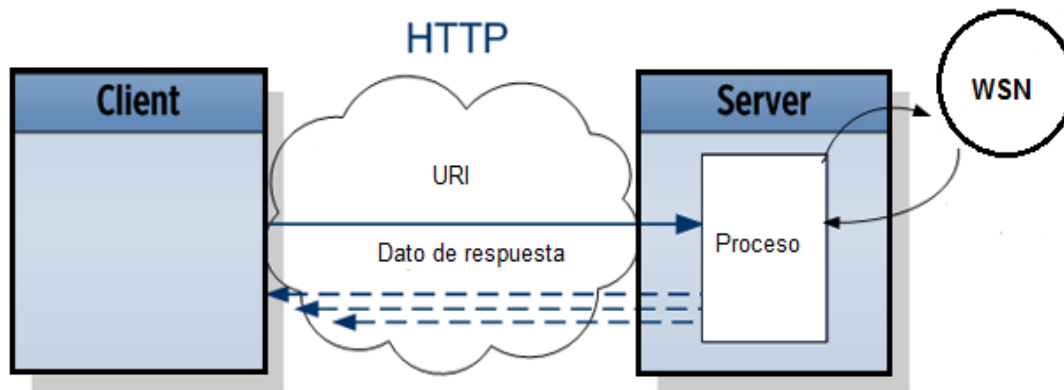 HTTP
Client
Server
WSN
URI
Dato de respuesta
Proceso